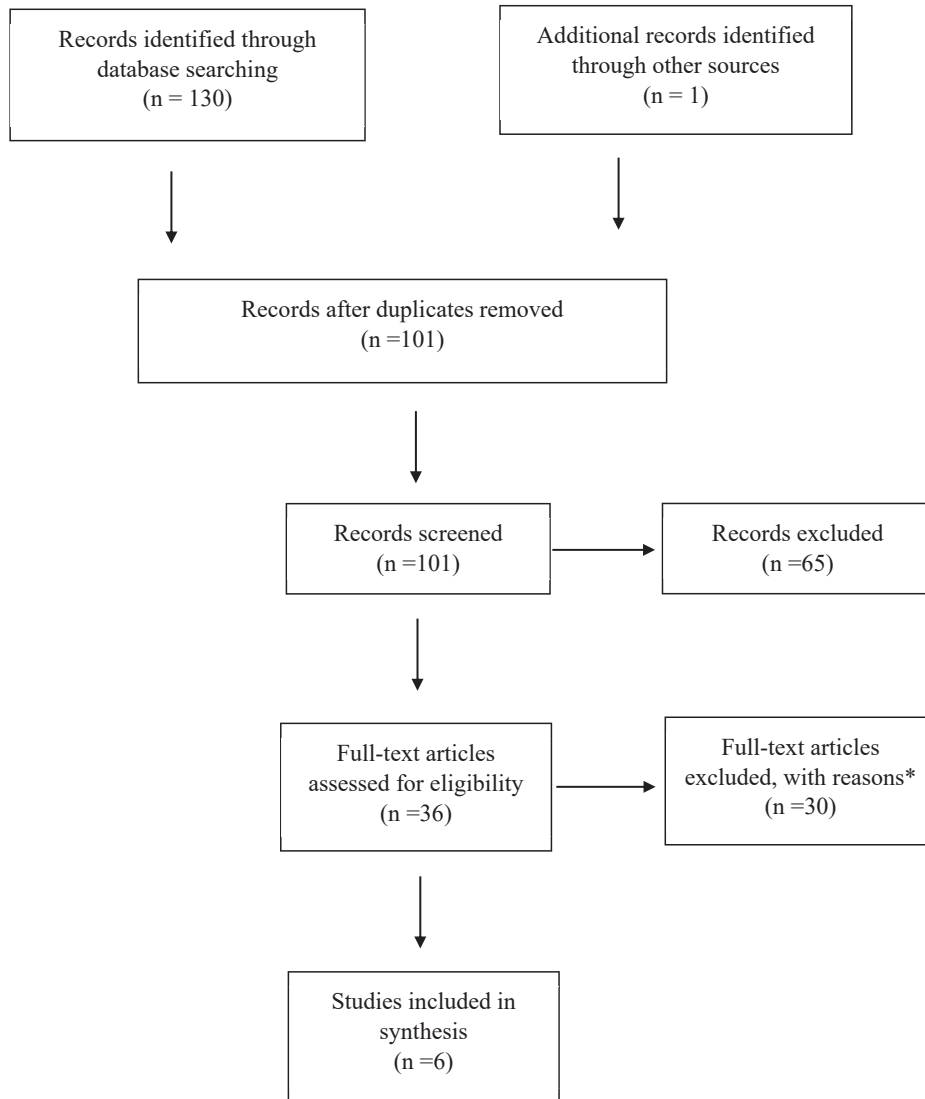 Records identified through
database searching
(n = 130)
Additional records identified
through other sources
(n = 1)
Records after duplicates removed
(n =101)
Records screened
(n =101)
Records excluded
(n =65)
Full-text articles
assessed for eligibility
(n =36)
Full-text articles
excluded, with reasons*
(n =30)
Studies included in
synthesis
(n =6)